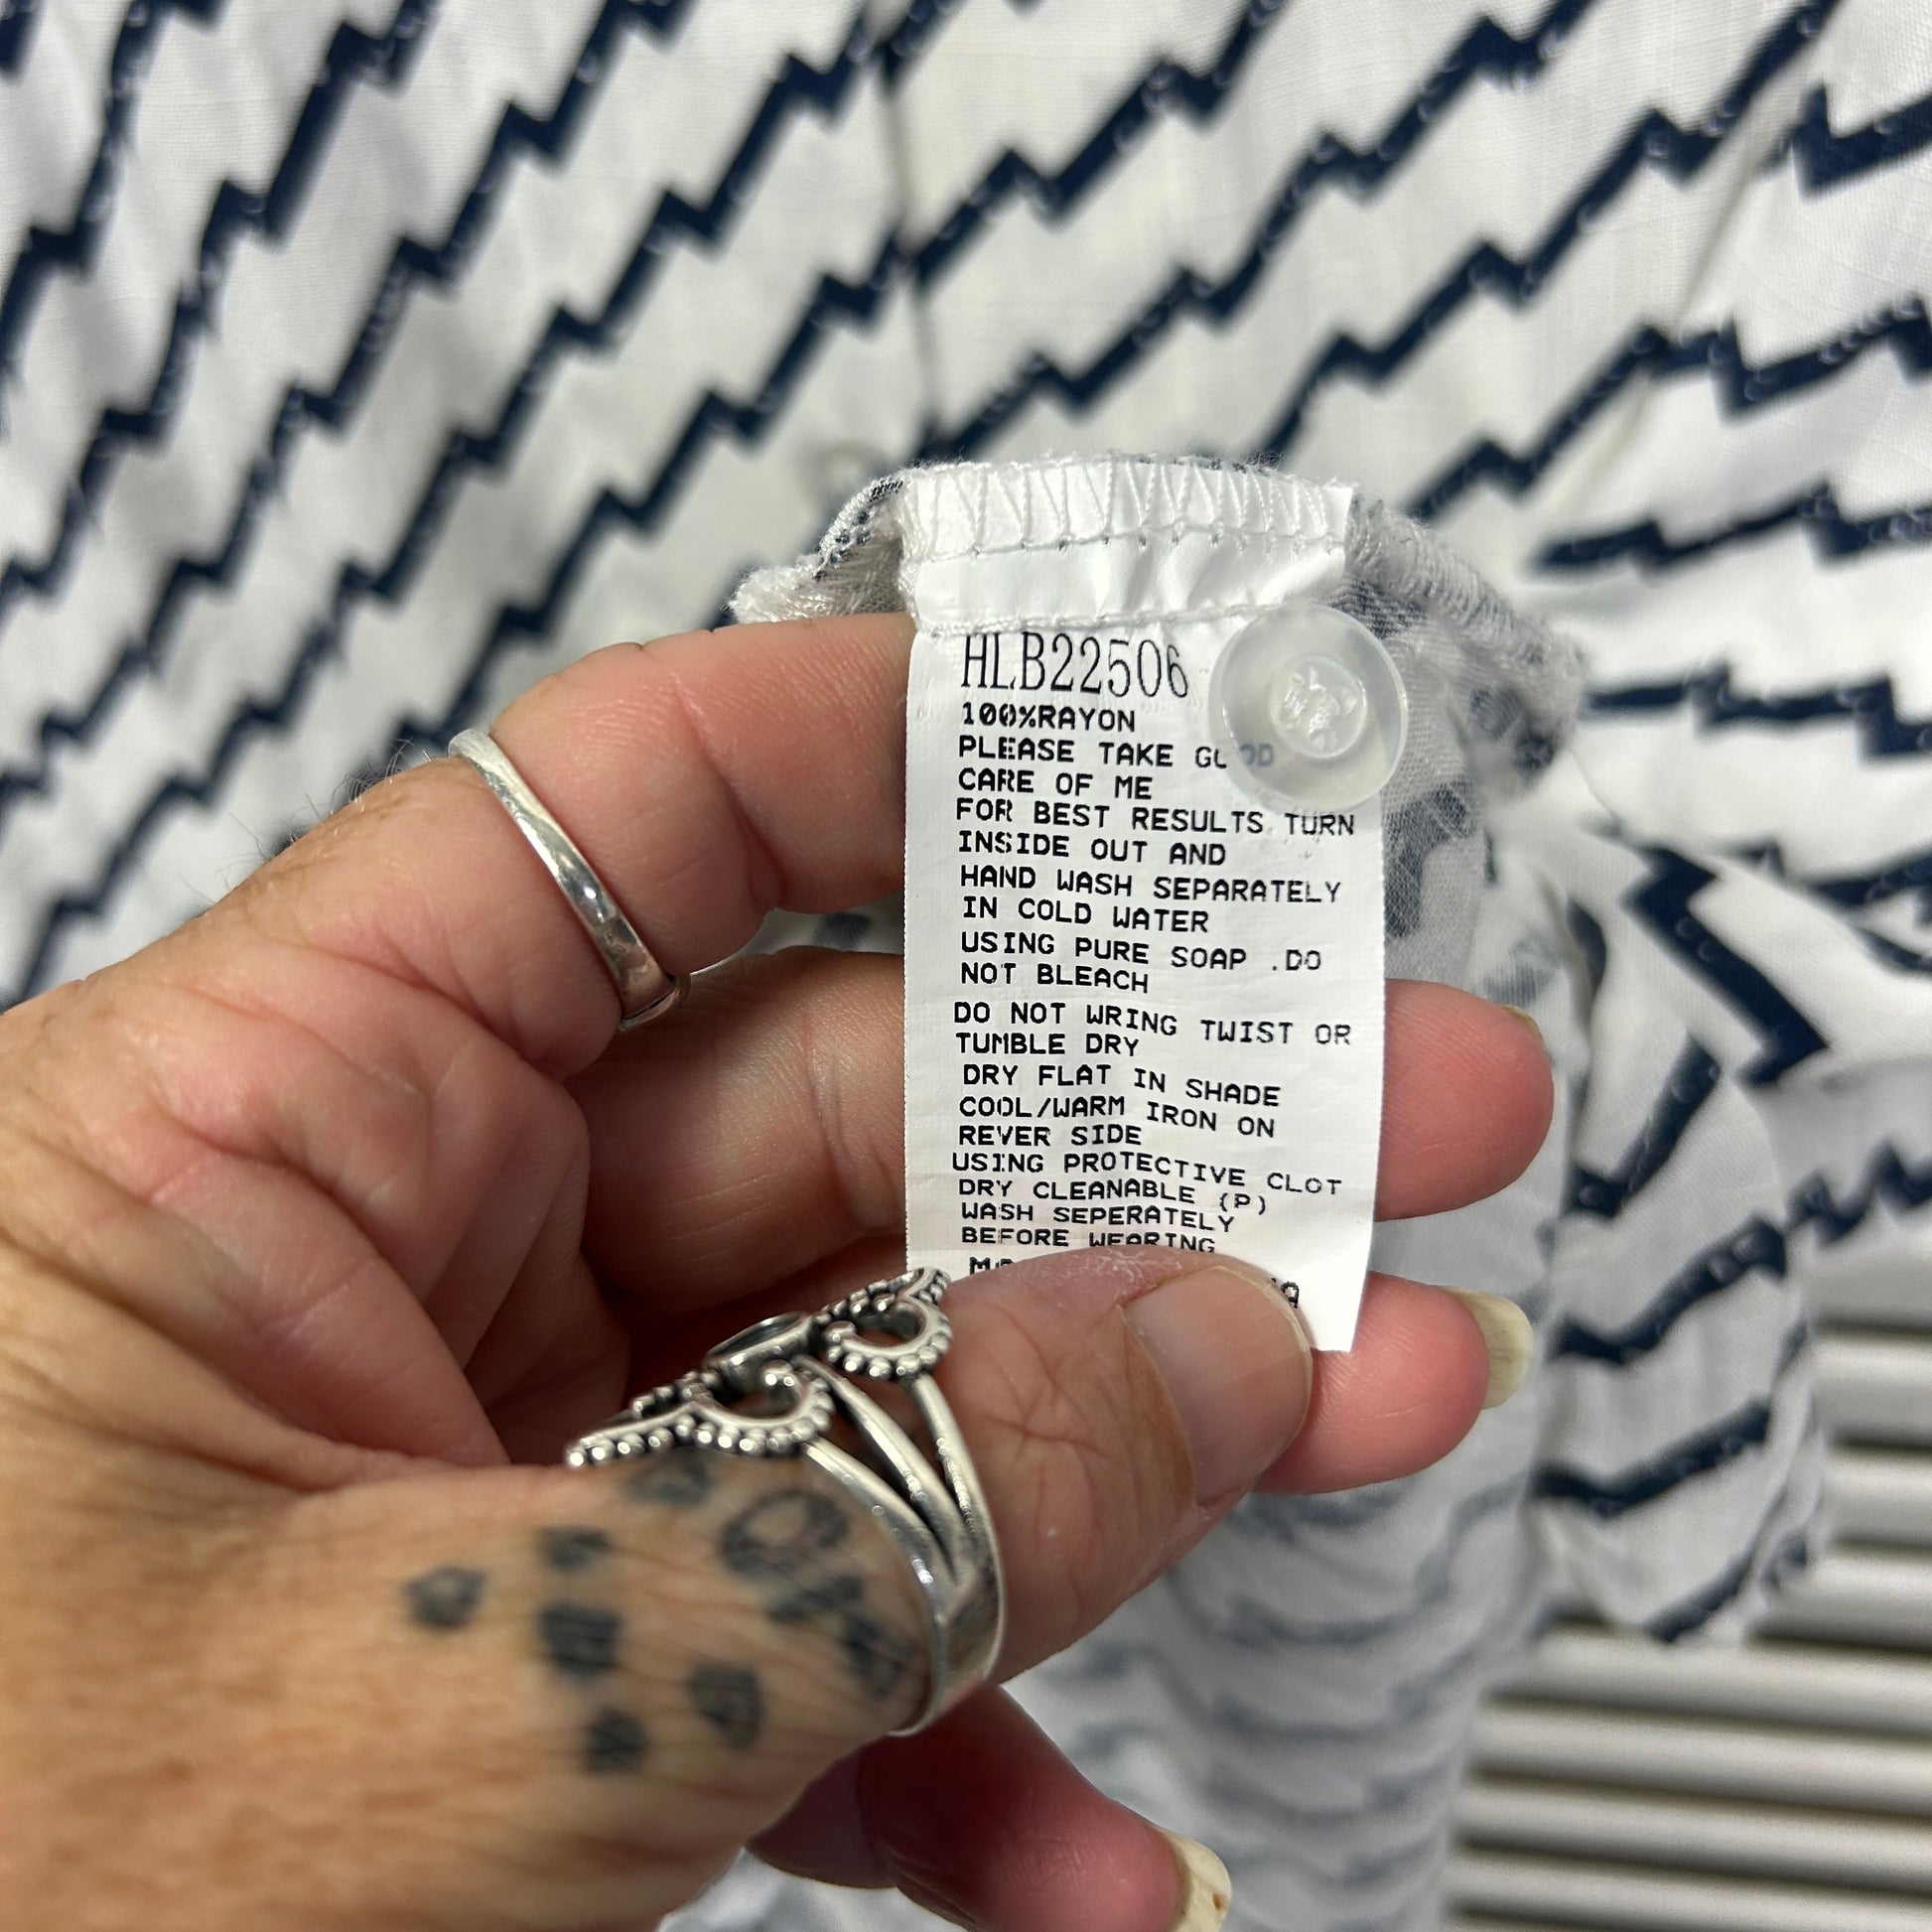 HLB22506
100%RAYON
PLEASE TAKE GOOD
CARE OF ME
FOR BEST RESULTS TURN
INSIDE OUT AND
HAND WASH SEPARATELY
IN COLD WATER
USING PURE SOAP .DO
NOT BLEACH
DO NOT WRING TWIST OR
TUMBLE DRY
DRY FLAT IN SHADE
COOL/WARM IRON ON
REVER SIDE
USING PROTECTIVE CLOT
DRY CLEANABLE (P)
WASH SEPERATELY
BEFORE WEARING